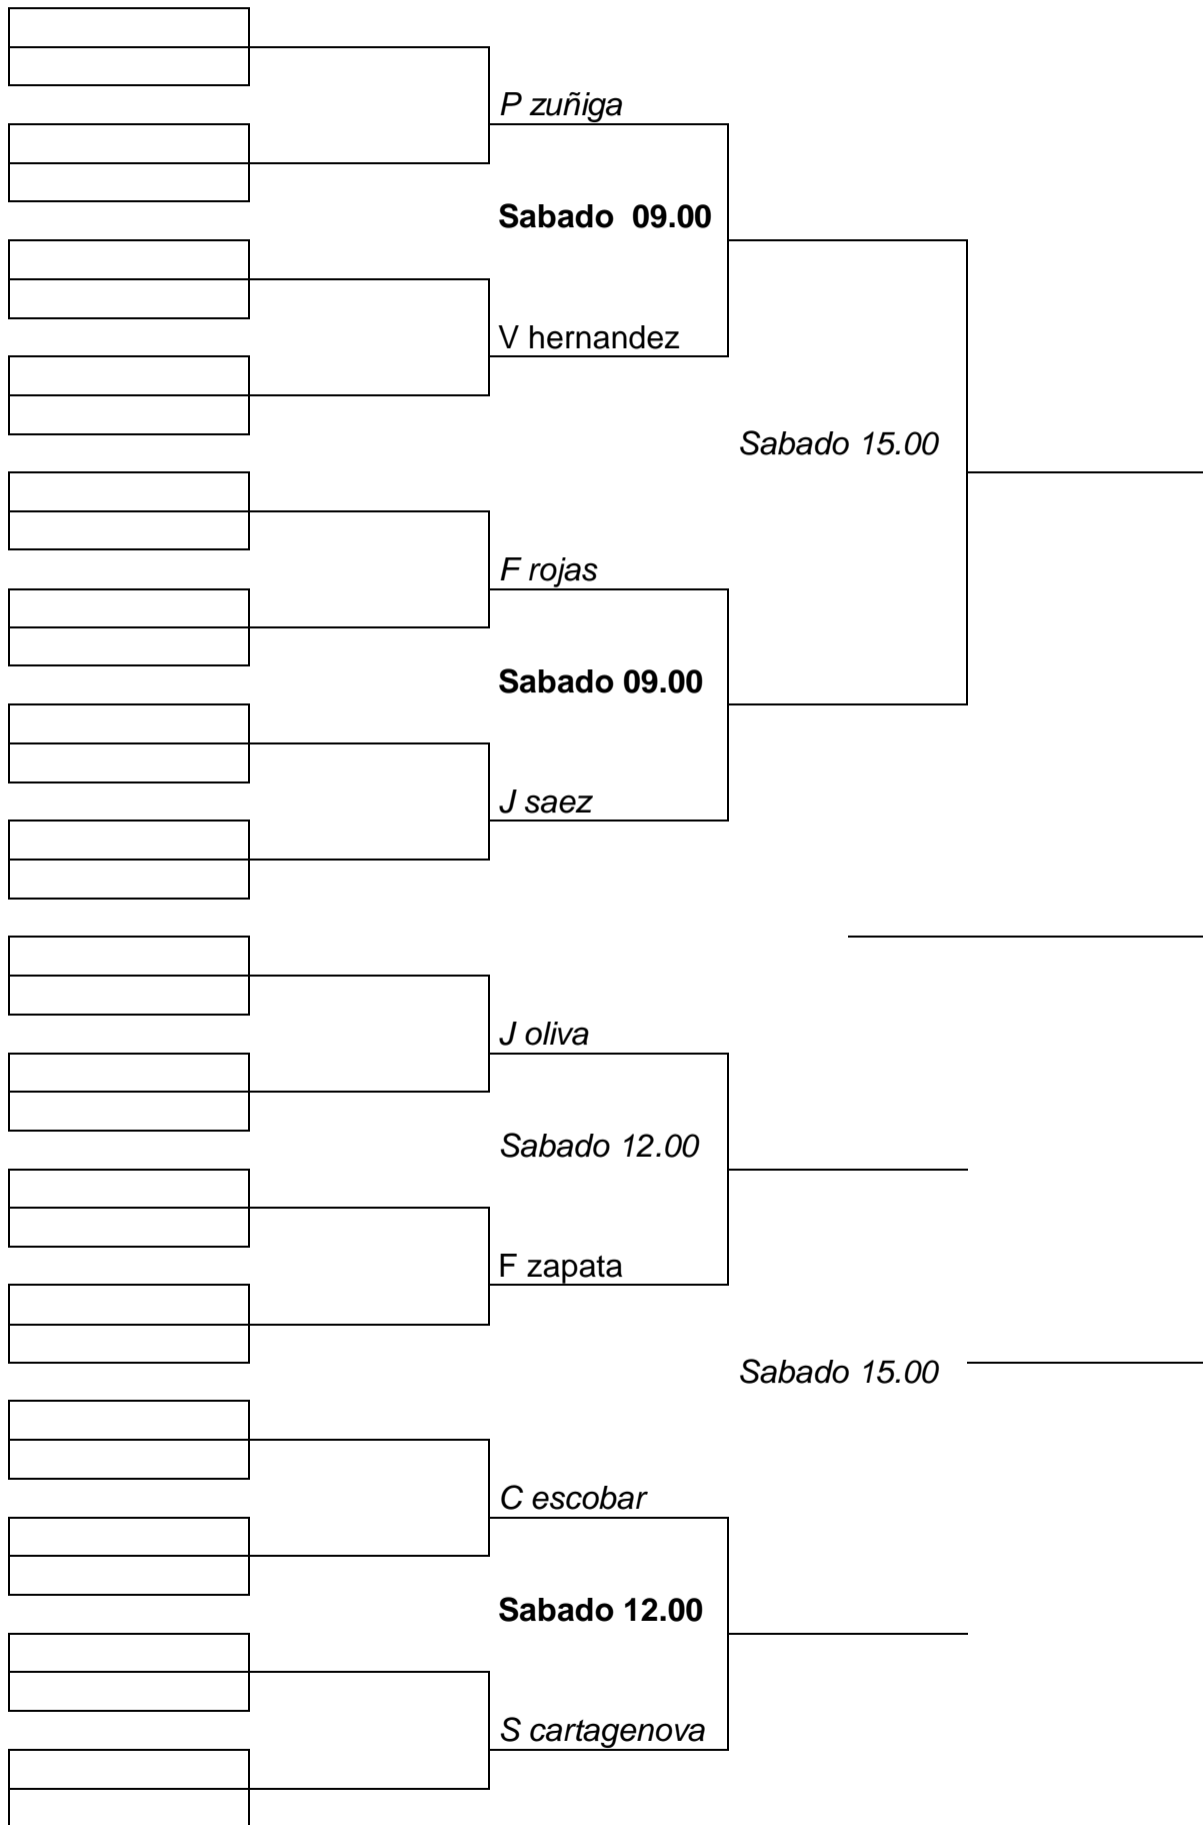 P zuñiga
Sabado  09.00
V hernandez
Sabado 15.00
F rojas
Sabado 09.00
J saez
J oliva
Sabado 12.00
F zapata
Sabado 15.00
C escobar
Sabado 12.00
S cartagenova